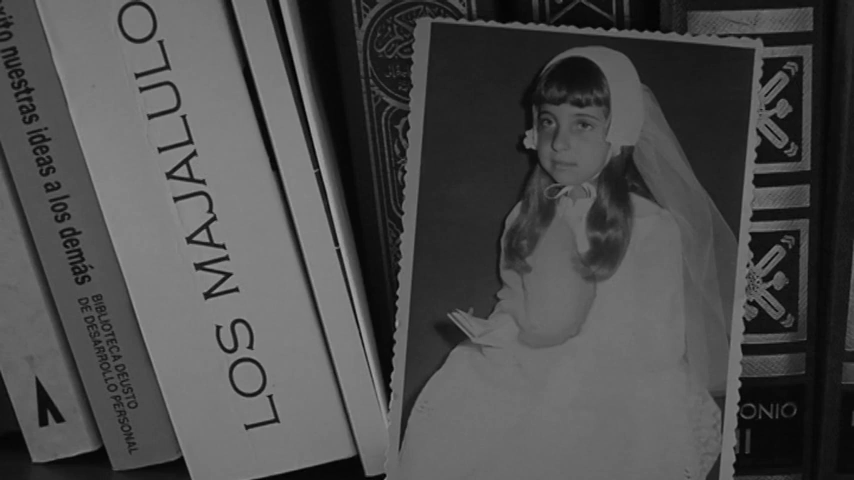 nuestras ideas a los demás
BIBLIOTECA DEUSTO
DE DESARROLLO PERSONAL
LOS MAJALULO
ONIO